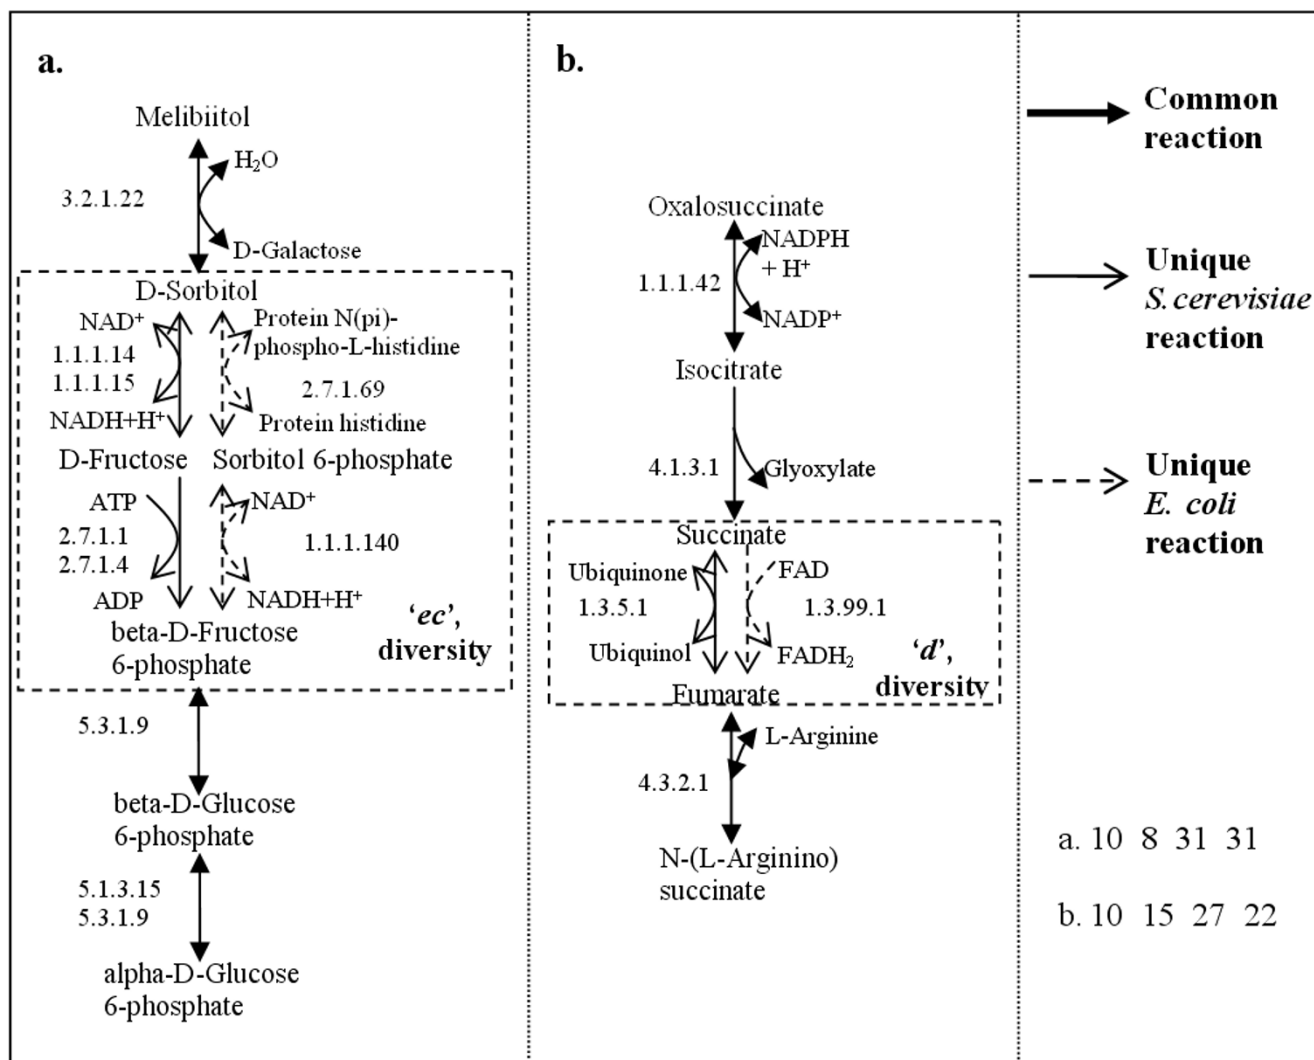 a.
Melibiitol
H₂O
3.2.1.22
D-Galactose
D-Sorbitol
NAD⁺
1.1.1.14
1.1.1.15
NADH+H⁺
Protein N(pi)-
phospho-L-histidine
2.7.1.69
Protein histidine
D-Fructose
Sorbitol 6-phosphate
ATP
2.7.1.1
2.7.1.4
ADP
NAD⁺
1.1.1.140
NADH+H⁺
beta-D-Fructose
6-phosphate
‘ec’,
diversity
5.3.1.9
beta-D-Glucose
6-phosphate
5.1.3.15
5.3.1.9
alpha-D-Glucose
6-phosphate
b.
Oxalosuccinate
NADPH
+ H⁺
1.1.1.42
NADP⁺
Isocitrate
4.1.3.1
Glyoxylate
Succinate
Ubiquinone
1.3.5.1
Ubiquinol
FAD
1.3.99.1
FADH₂
‘d’,
diversity
Fumarate
L-Arginine
4.3.2.1
N-(L-Arginino)
succinate
Common
reaction
Unique
S. cerevisiae
reaction
Unique
E. coli
reaction
a. 10 8 31 31
b. 10 15 27 22